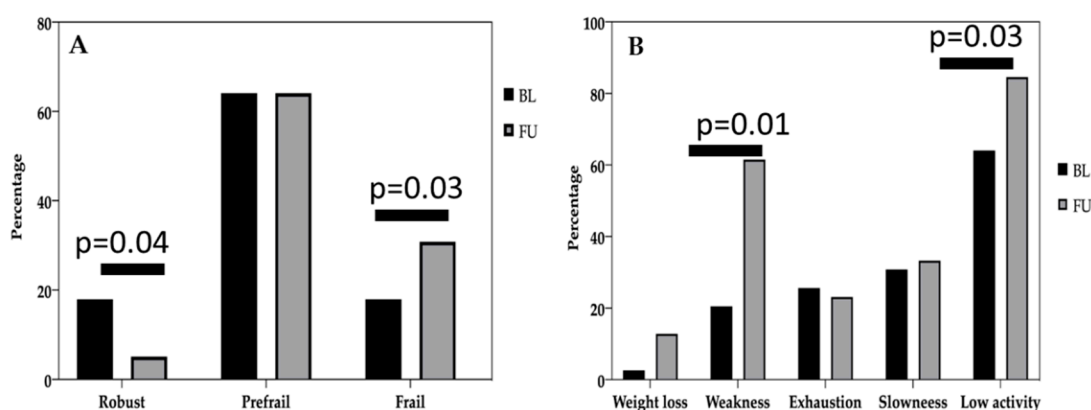 A
Percentage
80
60
40
20
0
p=0.04
p=0.03
Robust
Prefrail
Frail
BL
FU
B
Percentage
100
80
60
40
20
0
p=0.01
p=0.03
Weight loss
Weakness
Exhaustion
Slowneess
Low activity
BL
FU